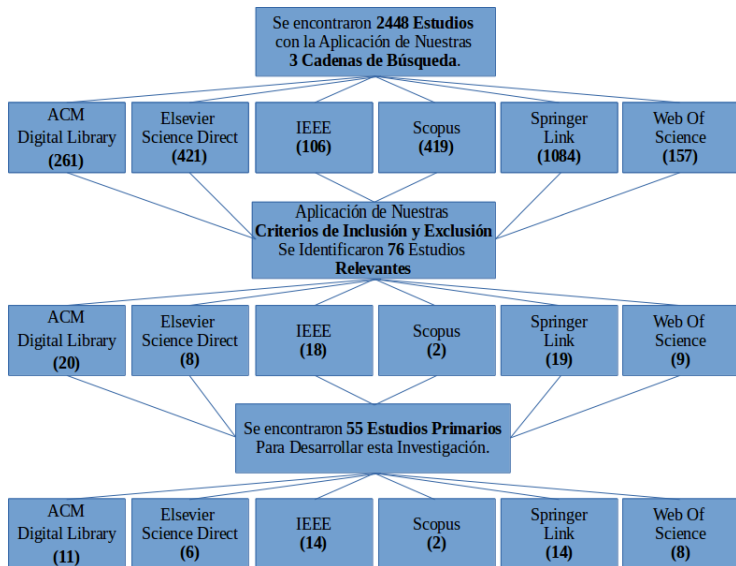 Se encontraron 2448 Estudios
con la Aplicación de Nuestras
3 Cadenas de Búsqueda.
ACM
Digital Library
(261)
Elsevier
Science Direct
(421)
IEEE
(106)
Scopus
(419)
Springer
Link
(1084)
Web Of
Science
(157)
Aplicación de Nuestras
Criterios de Inclusión y Exclusión
Se Identificaron 76 Estudios
Relevantes
ACM
Digital Library
(20)
Elsevier
Science Direct
(8)
IEEE
(18)
Scopus
(2)
Springer
Link
(19)
Web Of
Science
(9)
Se encontraron 55 Estudios Primarios
Para Desarrollar esta Investigación.
ACM
Digital Library
(11)
Elsevier
Science Direct
(6)
IEEE
(14)
Scopus
(2)
Springer
Link
(14)
Web Of
Science
(8)